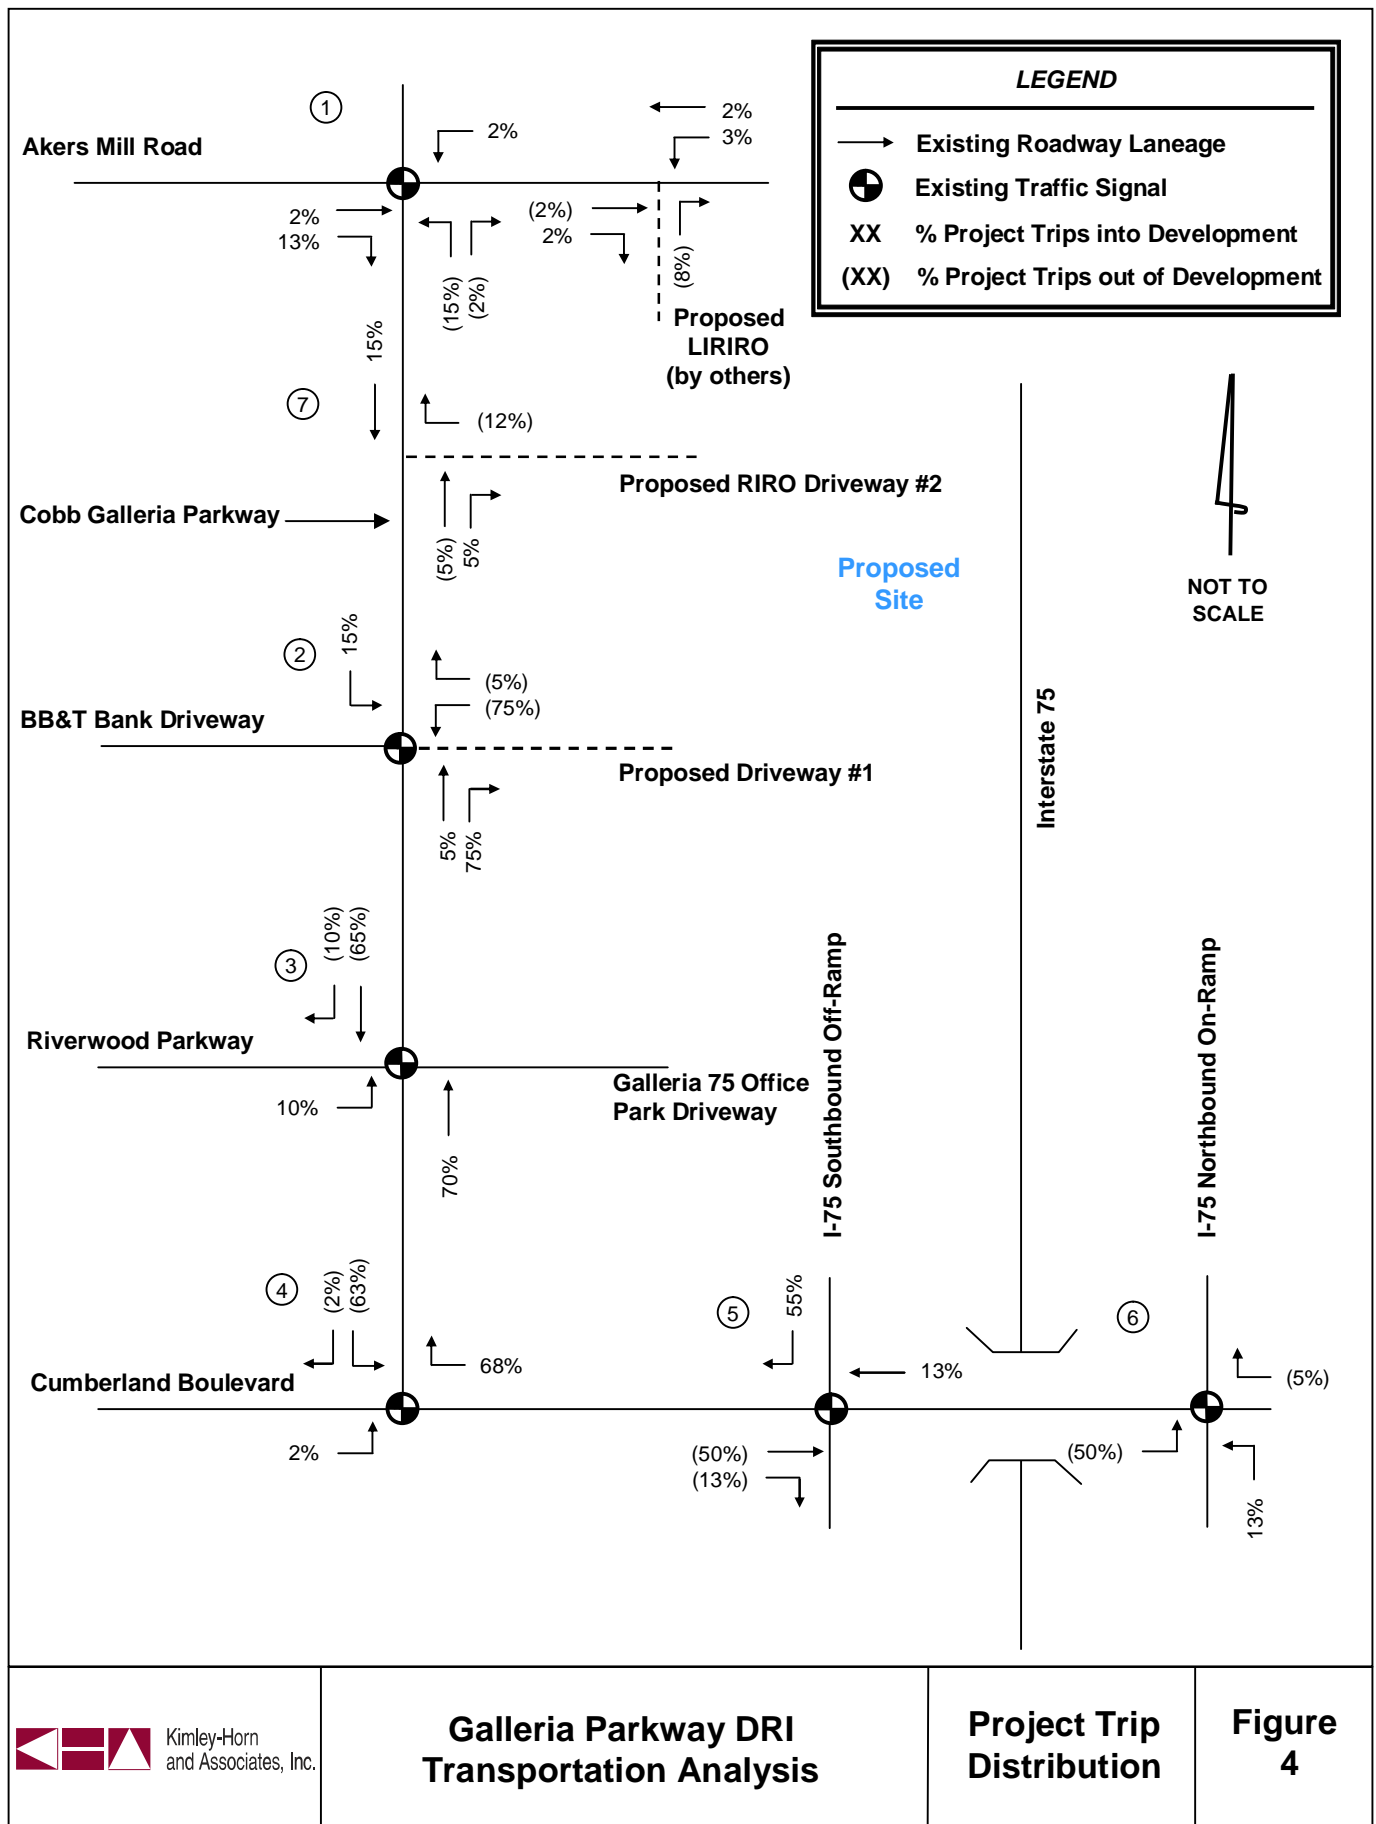 LEGEND
Existing Roadway Laneage
Existing Traffic Signal
XX % Project Trips into Development
(XX) % Project Trips out of Development
1
2%
2%
3%
Akers Mill Road
2%
13%
(15%)
(2%)
(2%)
2%
(8%)
Proposed
LIRIRO
(by others)
15%
7
(12%)
Proposed RIRO Driveway #2
Cobb Galleria Parkway
(5%)
5%
Proposed
Site
NOT TO
SCALE
2
15%
(5%)
(75%)
BB&T Bank Driveway
Proposed Driveway #1
Interstate 75
5%
75%
3
(10%)
(65%)
Riverwood Parkway
10%
70%
Galleria 75 Office
Park Driveway
I-75 Southbound Off-Ramp
I-75 Northbound On-Ramp
4
(2%)
(63%)
68%
Cumberland Boulevard
2%
5
55%
13%
(50%)
(13%)
6
(5%)
(50%)
13%
Kimley-Horn
and Associates, Inc.
Galleria Parkway DRI
Transportation Analysis
Project Trip
Distribution
Figure
4